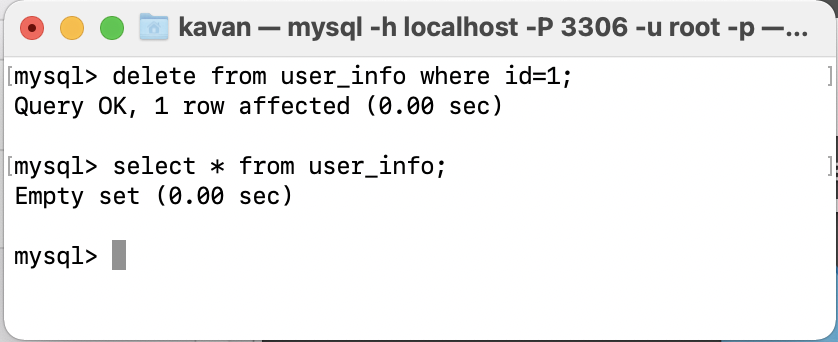 kavan — mysql -h localhost -P 3306 -u root -p —...
[mysql> delete from user_info where id=1; ]
Query OK, 1 row affected (0.00 sec)
[mysql> select * from user_info; ]
Empty set (0.00 sec)
mysql>